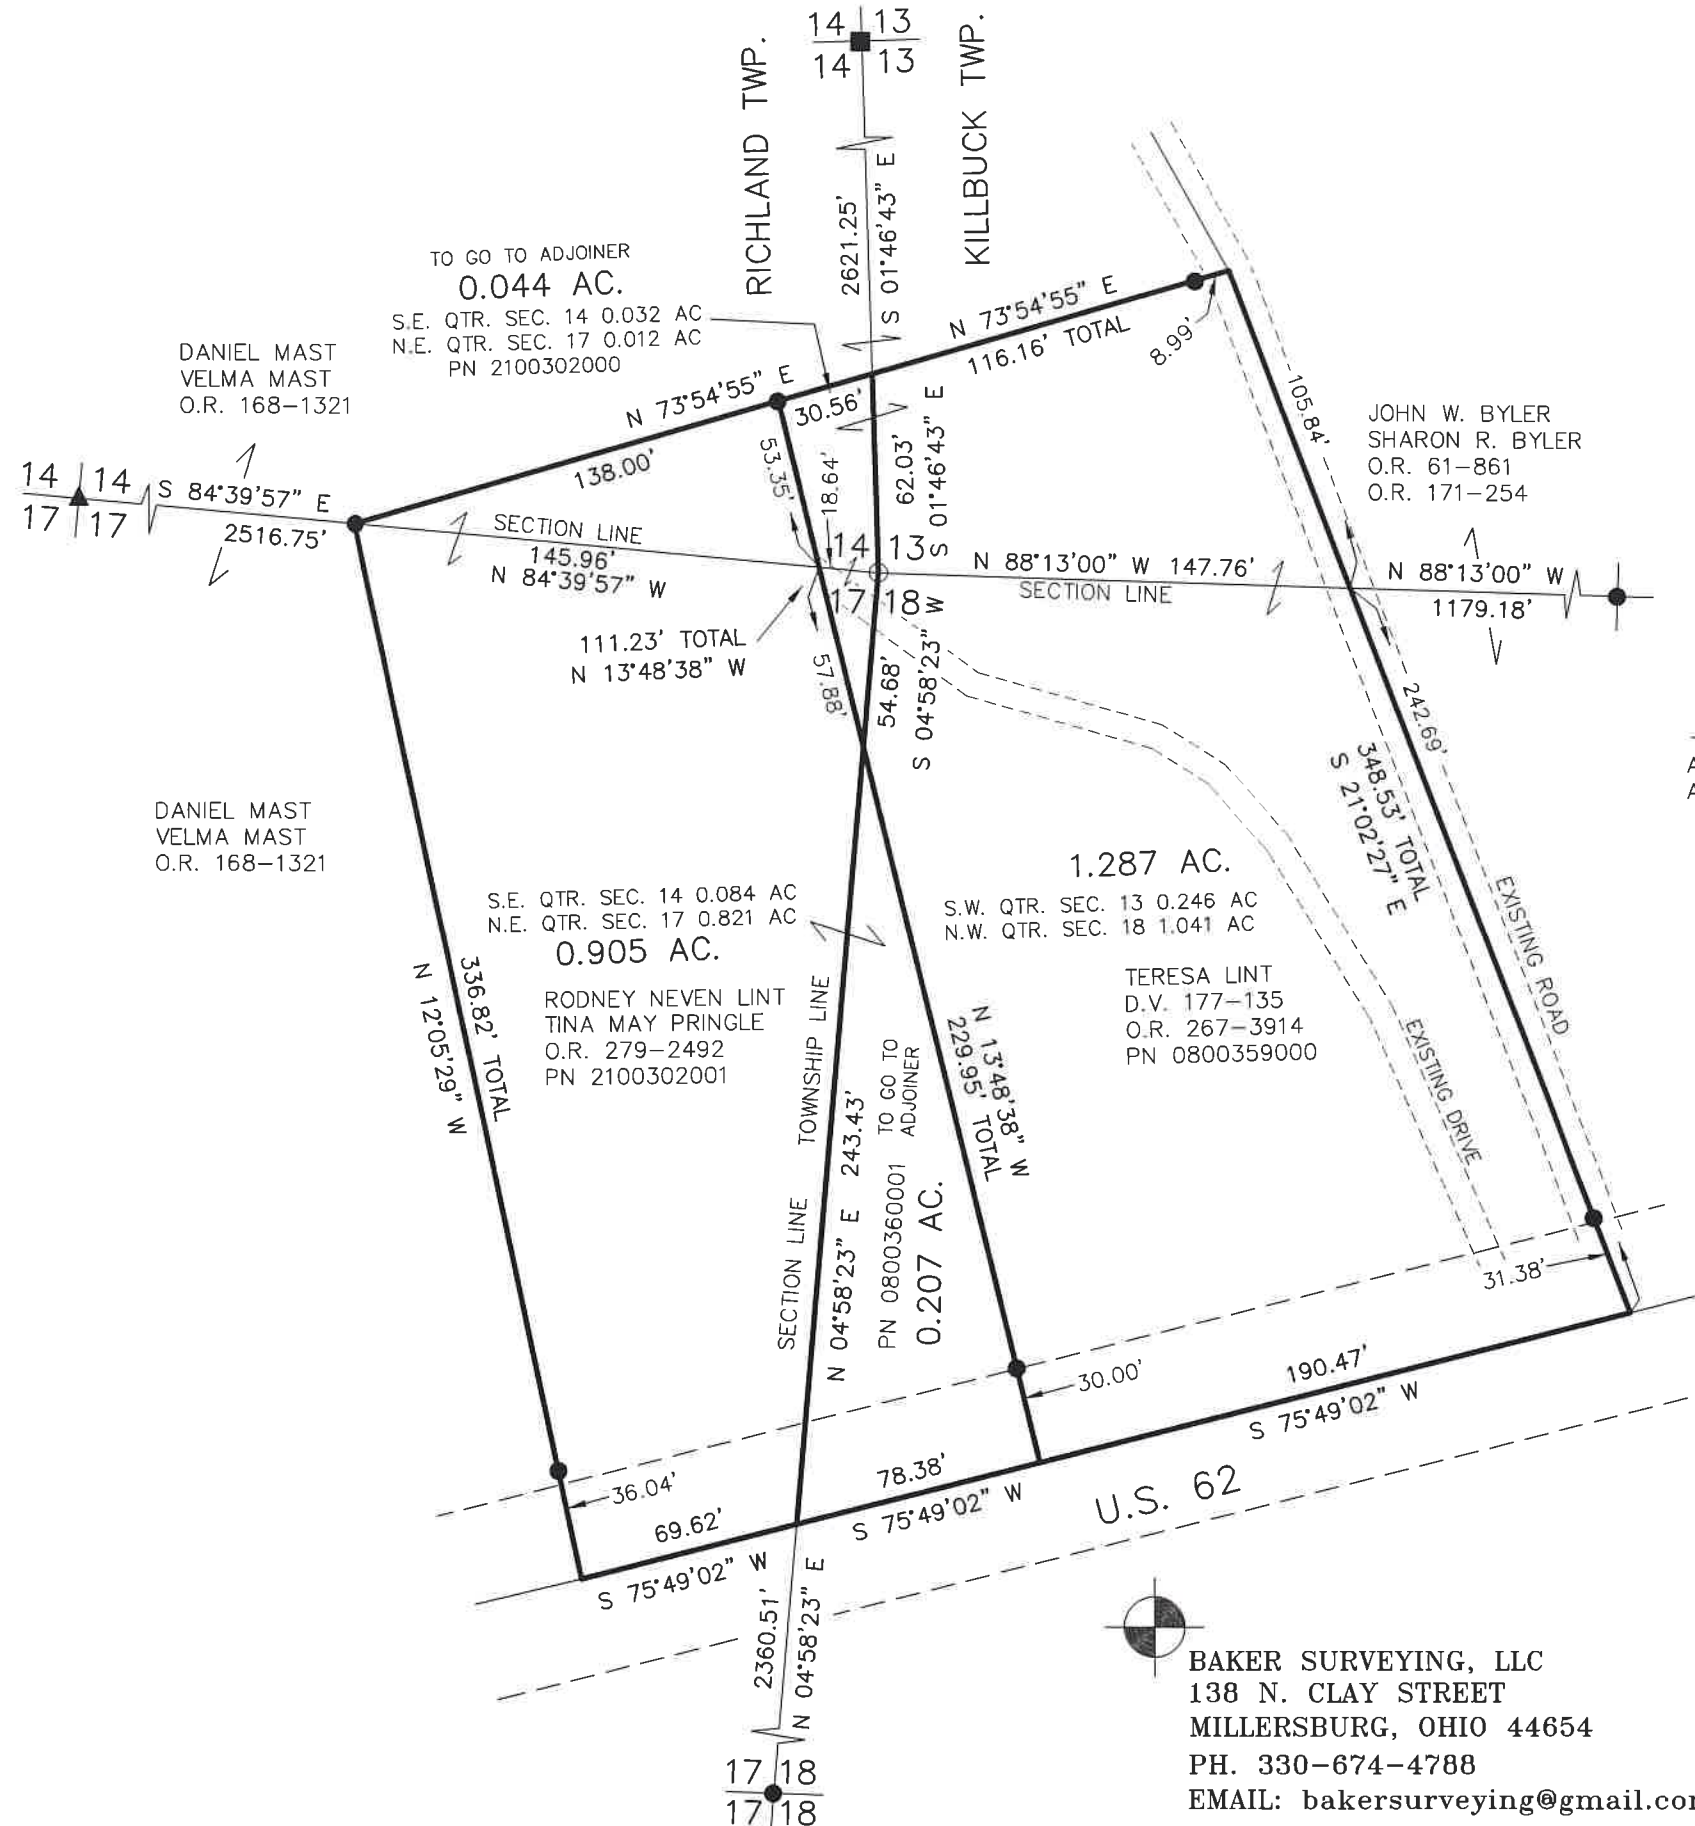 14 13
14 13
RICHLAND TWP.
KILLBUCK TWP.
2621.25'
S 01°46'43" E
TO GO TO ADJOINER
0.044 AC.
S.E. QTR. SEC. 14 0.032 AC
N.E. QTR. SEC. 17 0.012 AC
PN 2100302000
DANIEL MAST
VELMA MAST
O.R. 168-1321
N 73°54'55" E
116.16' TOTAL
8.99'
N 73°54'55" E
138.00'
30.56'
53.35'
18.64'
62.03'
S 01°46'43" E
105.84'
JOHN W. BYLER
SHARON R. BYLER
O.R. 61-861
O.R. 171-254
14 14
17 17
S 84°39'57" E
2516.75'
SECTION LINE
145.96'
N 84°39'57" W
14 13
17 18
N 88°13'00" W 147.76'
SECTION LINE
N 88°13'00" W
1179.18'
111.23' TOTAL
N 13°48'38" W
57.88'
54.68'
S 04°58'23" W
242.69'
348.53' TOTAL
S 21°02'27" E
A
A
DANIEL MAST
VELMA MAST
O.R. 168-1321
S.E. QTR. SEC. 14 0.084 AC
N.E. QTR. SEC. 17 0.821 AC
0.905 AC.
RODNEY NEVEN LINT
TINA MAY PRINGLE
O.R. 279-2492
PN 2100302001
1.287 AC.
S.W. QTR. SEC. 13 0.246 AC
N.W. QTR. SEC. 18 1.041 AC
TERESA LINT
D.V. 177-135
O.R. 267-3914
PN 0800359000
336.82' TOTAL
N 12°05'29" W
SECTION LINE TOWNSHIP LINE
N 04°58'23" E 243.43'
PN 0800360001 TO GO TO
ADJOINER
0.207 AC.
N 13°48'38" W
229.95' TOTAL
EXISTING DRIVE
EXISTING ROAD
31.38'
30.00'
190.47'
S 75°49'02" W
36.04'
69.62'
S 75°49'02" W
78.38'
S 75°49'02" W
U.S. 62
2360.51'
N 04°58'23" E
17 18
17 18
BAKER SURVEYING, LLC
138 N. CLAY STREET
MILLERSBURG, OHIO 44654
PH. 330-674-4788
EMAIL: bakersurveying@gmail.com